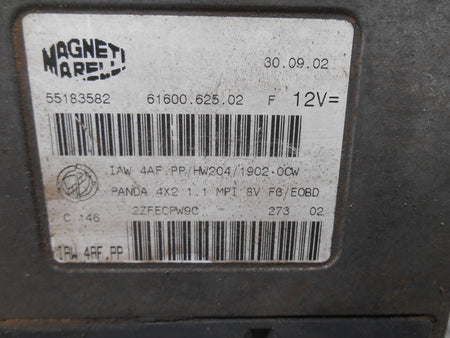 MAGNETI
MARELLI
30.09.02
55183582 61600.625.02 F 12V=
IAW 4AF.PP/HW204/1902-0CW
PANDA 4X2 1.1 MPI 8V F6/EOBD
C 146 2ZFECPW9C 273 02
IAW 4AF.PP